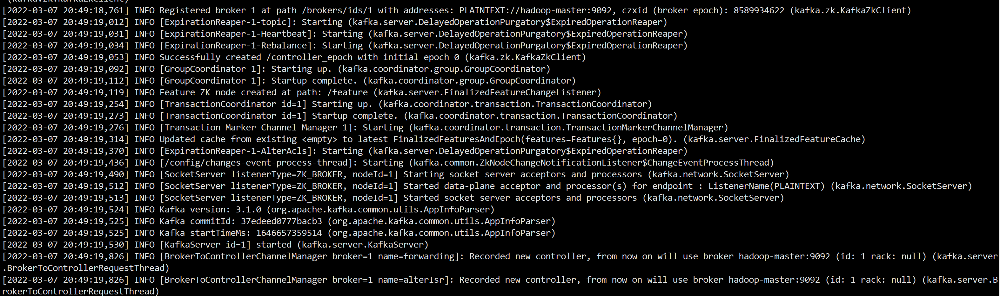 (kafka.zk.KafkaZkClient)
[2022-03-07 20:49:18,761] INFO Registered broker 1 at path /brokers/ids/1 with addresses: PLAINTEXT://hadoop-master:9092, czxid (broker epoch): 8589934622 (kafka.zk.KafkaZkClient)
[2022-03-07 20:49:19,012] INFO [ExpirationReaper-1-topic]: Starting (kafka.server.DelayedOperationPurgatory$ExpiredOperationReaper)
[2022-03-07 20:49:19,031] INFO [ExpirationReaper-1-Heartbeat]: Starting (kafka.server.DelayedOperationPurgatory$ExpiredOperationReaper)
[2022-03-07 20:49:19,034] INFO [ExpirationReaper-1-Rebalance]: Starting (kafka.server.DelayedOperationPurgatory$ExpiredOperationReaper)
[2022-03-07 20:49:19,053] INFO Successfully created /controller_epoch with initial epoch 0 (kafka.zk.KafkaZkClient)
[2022-03-07 20:49:19,092] INFO [GroupCoordinator 1]: Starting up. (kafka.coordinator.group.GroupCoordinator)
[2022-03-07 20:49:19,112] INFO [GroupCoordinator 1]: Startup complete. (kafka.coordinator.group.GroupCoordinator)
[2022-03-07 20:49:19,119] INFO Feature ZK node created at path: /feature (kafka.server.FinalizedFeatureChangeListener)
[2022-03-07 20:49:19,254] INFO [TransactionCoordinator id=1] Starting up. (kafka.coordinator.transaction.TransactionCoordinator)
[2022-03-07 20:49:19,273] INFO [TransactionCoordinator id=1] Startup complete. (kafka.coordinator.transaction.TransactionCoordinator)
[2022-03-07 20:49:19,276] INFO [Transaction Marker Channel Manager 1]: Starting (kafka.coordinator.transaction.TransactionMarkerChannelManager)
[2022-03-07 20:49:19,314] INFO Updated cache from existing <empty> to latest FinalizedFeaturesAndEpoch(features=Features{}, epoch=0). (kafka.server.FinalizedFeatureCache)
[2022-03-07 20:49:19,370] INFO [ExpirationReaper-1-AlterAcls]: Starting (kafka.server.DelayedOperationPurgatory$ExpiredOperationReaper)
[2022-03-07 20:49:19,436] INFO [/config/changes-event-process-thread]: Starting (kafka.common.ZkNodeChangeNotificationListener$ChangeEventProcessThread)
[2022-03-07 20:49:19,490] INFO [SocketServer listenerType=ZK_BROKER, nodeId=1] Starting socket server acceptors and processors (kafka.network.SocketServer)
[2022-03-07 20:49:19,512] INFO [SocketServer listenerType=ZK_BROKER, nodeId=1] Started data-plane acceptor and processor(s) for endpoint : ListenerName(PLAINTEXT) (kafka.network.SocketServer)
[2022-03-07 20:49:19,513] INFO [SocketServer listenerType=ZK_BROKER, nodeId=1] Started socket server acceptors and processors (kafka.network.SocketServer)
[2022-03-07 20:49:19,524] INFO Kafka version: 3.1.0 (org.apache.kafka.common.utils.AppInfoParser)
[2022-03-07 20:49:19,525] INFO Kafka commitId: 37edeed0777bacb3 (org.apache.kafka.common.utils.AppInfoParser)
[2022-03-07 20:49:19,525] INFO Kafka startTimeMs: 1646657359514 (org.apache.kafka.common.utils.AppInfoParser)
[2022-03-07 20:49:19,530] INFO [KafkaServer id=1] started (kafka.server.KafkaServer)
[2022-03-07 20:49:19,826] INFO [BrokerToControllerChannelManager broker=1 name=forwarding]: Recorded new controller, from now on will use broker hadoop-master:9092 (id: 1 rack: null) (kafka.server
.BrokerToControllerRequestThread)
[2022-03-07 20:49:19,826] INFO [BrokerToControllerChannelManager broker=1 name=alterIsr]: Recorded new controller, from now on will use broker hadoop-master:9092 (id: 1 rack: null) (kafka.server.B
rokerToControllerRequestThread)